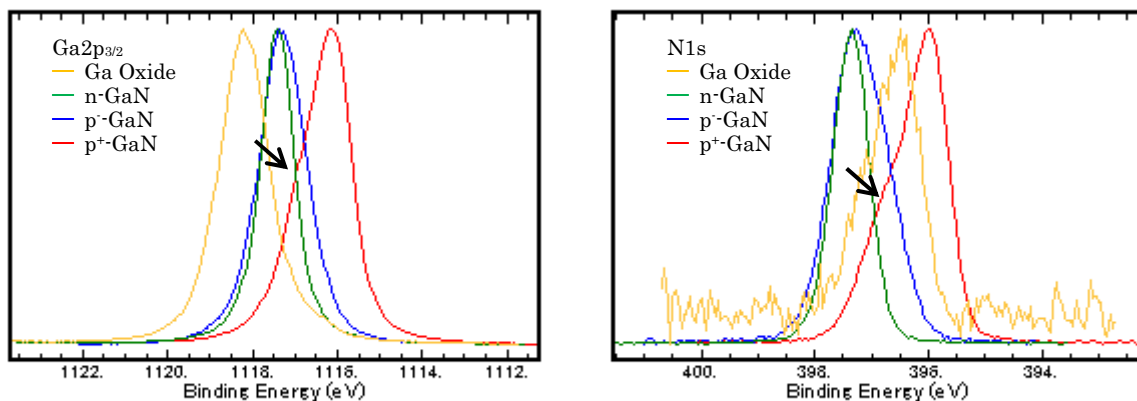 Ga2p3/2
Ga Oxide
n-GaN
p--GaN
p+-GaN
1122. 1120. 1118. 1116. 1114. 1112.
Binding Energy (eV)
N1s
Ga Oxide
n-GaN
p--GaN
p+-GaN
400. 398. 396. 394.
Binding Energy (eV)